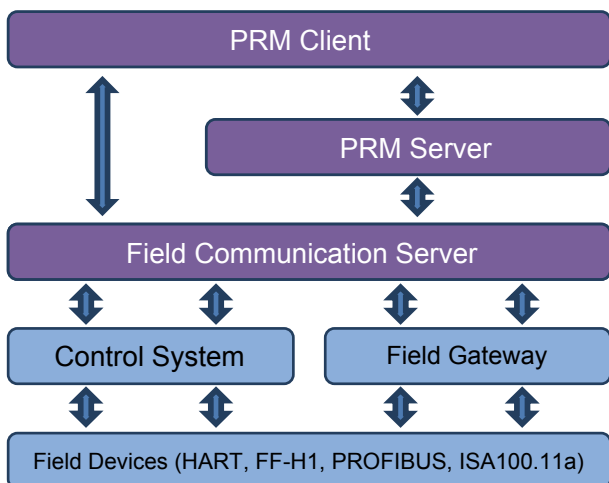 PRM Client
PRM Server
Field Communication Server
Control System
Field Gateway
Field Devices (HART, FF-H1, PROFIBUS, ISA100.11a)